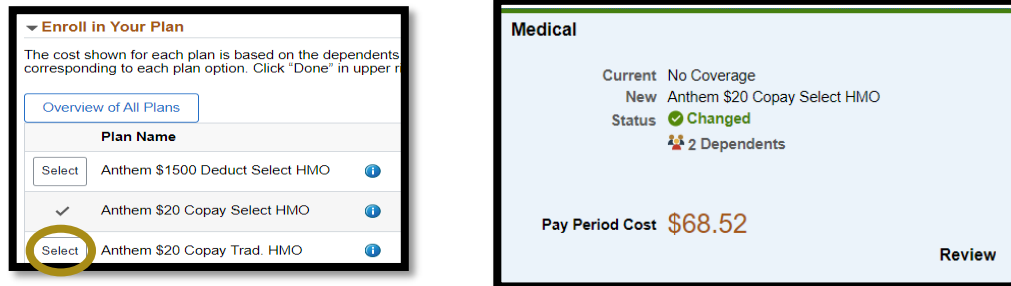 Enroll in Your Plan
The cost shown for each plan is based on the dependents
corresponding to each plan option. Click "Done" in upper
Overview of All Plans
Plan Name
Select Anthem $1500 Deduct Select HMO
Anthem $20 Copay Select HMO
Select Anthem $20 Copay Trad. HMO
Medical
Current No Coverage
New Anthem $20 Copay Select HMO
Status Changed
2 Dependents
Pay Period Cost $68.52
Review